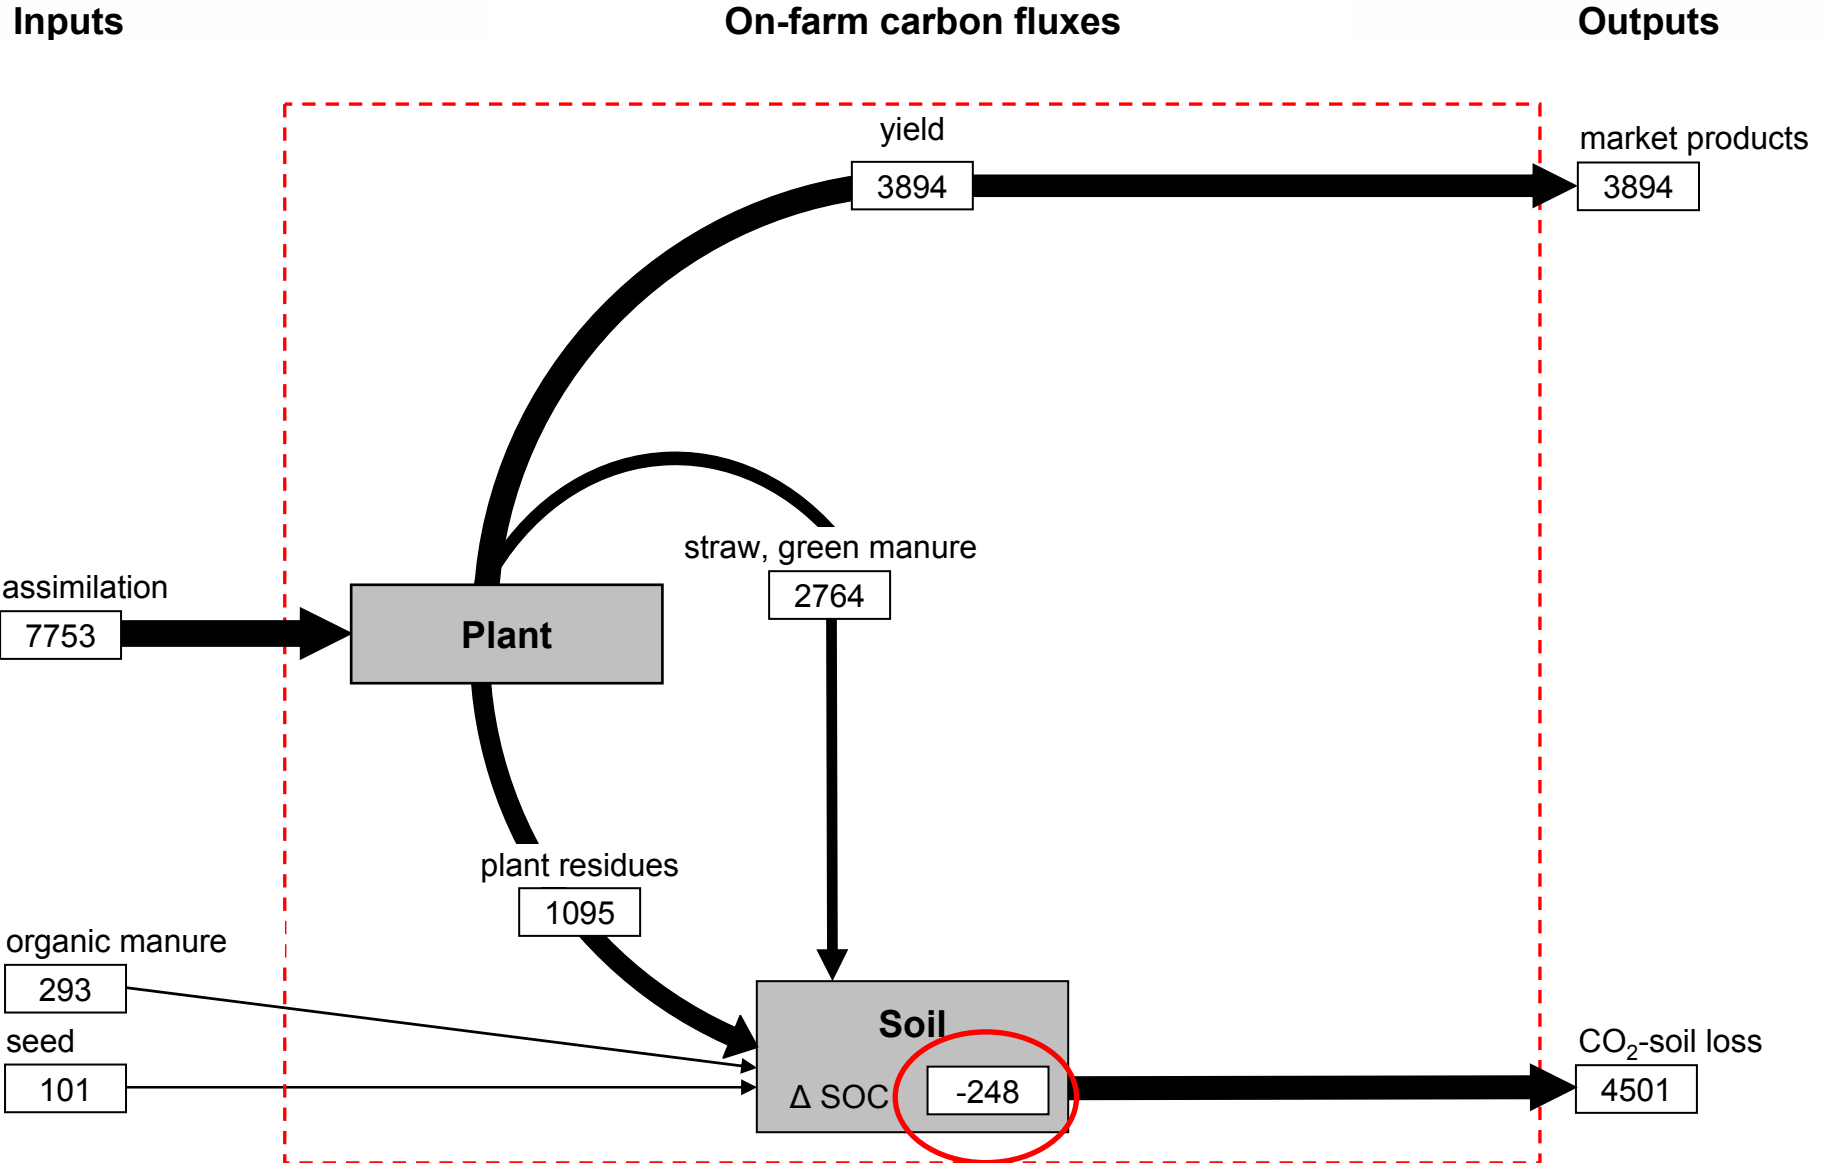 Inputs
On-farm carbon fluxes
Outputs
yield
3894
market products
3894
straw, green manure
2764
assimilation
7753
Plant
plant residues
1095
organic manure
293
seed
101
Soil
Δ SOC
-248
CO₂-soil loss
4501